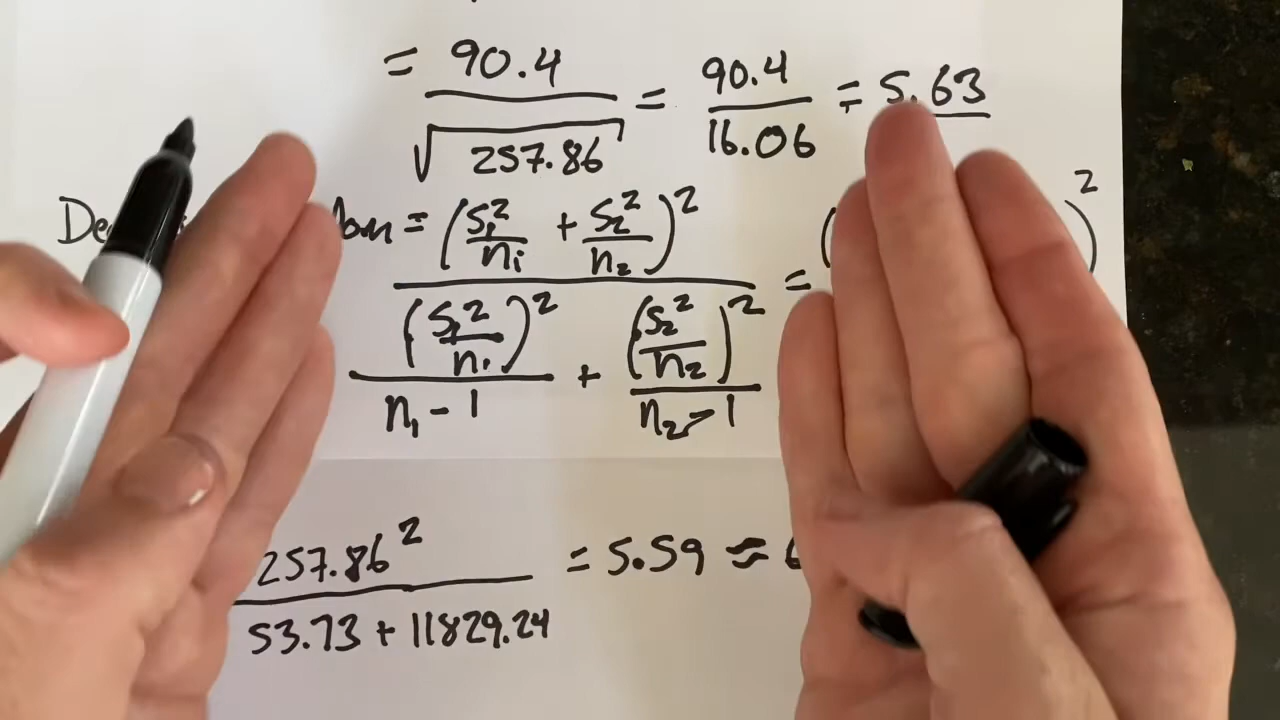 = 90.4 / √257.86 = 90.4 / 16.06 = 5.63
= (s₁²/n₁ + s₂²/n₂)² / ((s₁²/n₁)²/(n₁ - 1) + (s₂²/n₂)²/(n₂ - 1)) = ( )²
257.86² / 53.73 + 11829.24 = 5.59 ≈